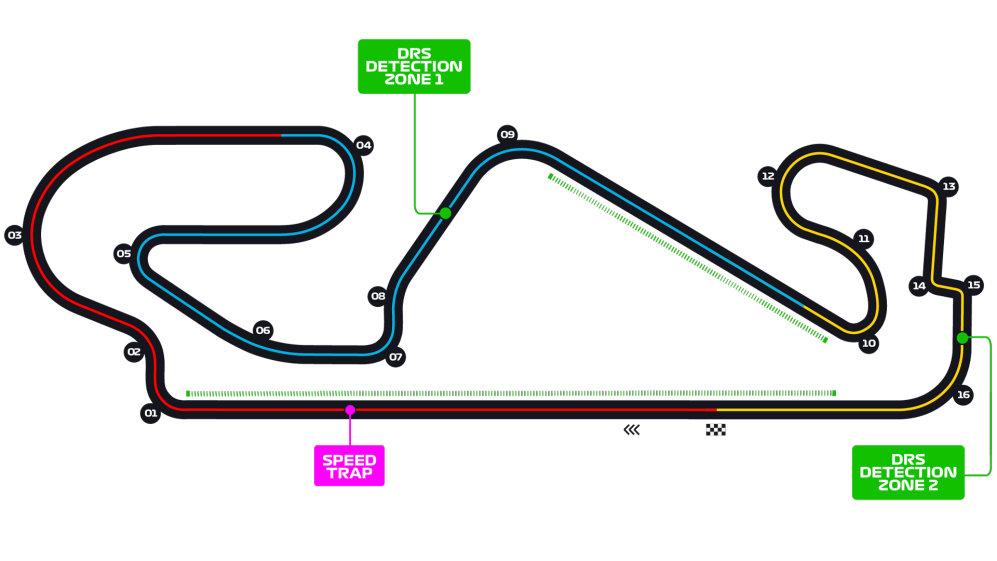 DRS
DETECTION
ZONE 1
09
04
12
13
03
11
05
14
15
08
06
10
02
07
16
01
SPEED
TRAP
DRS
DETECTION
ZONE 2